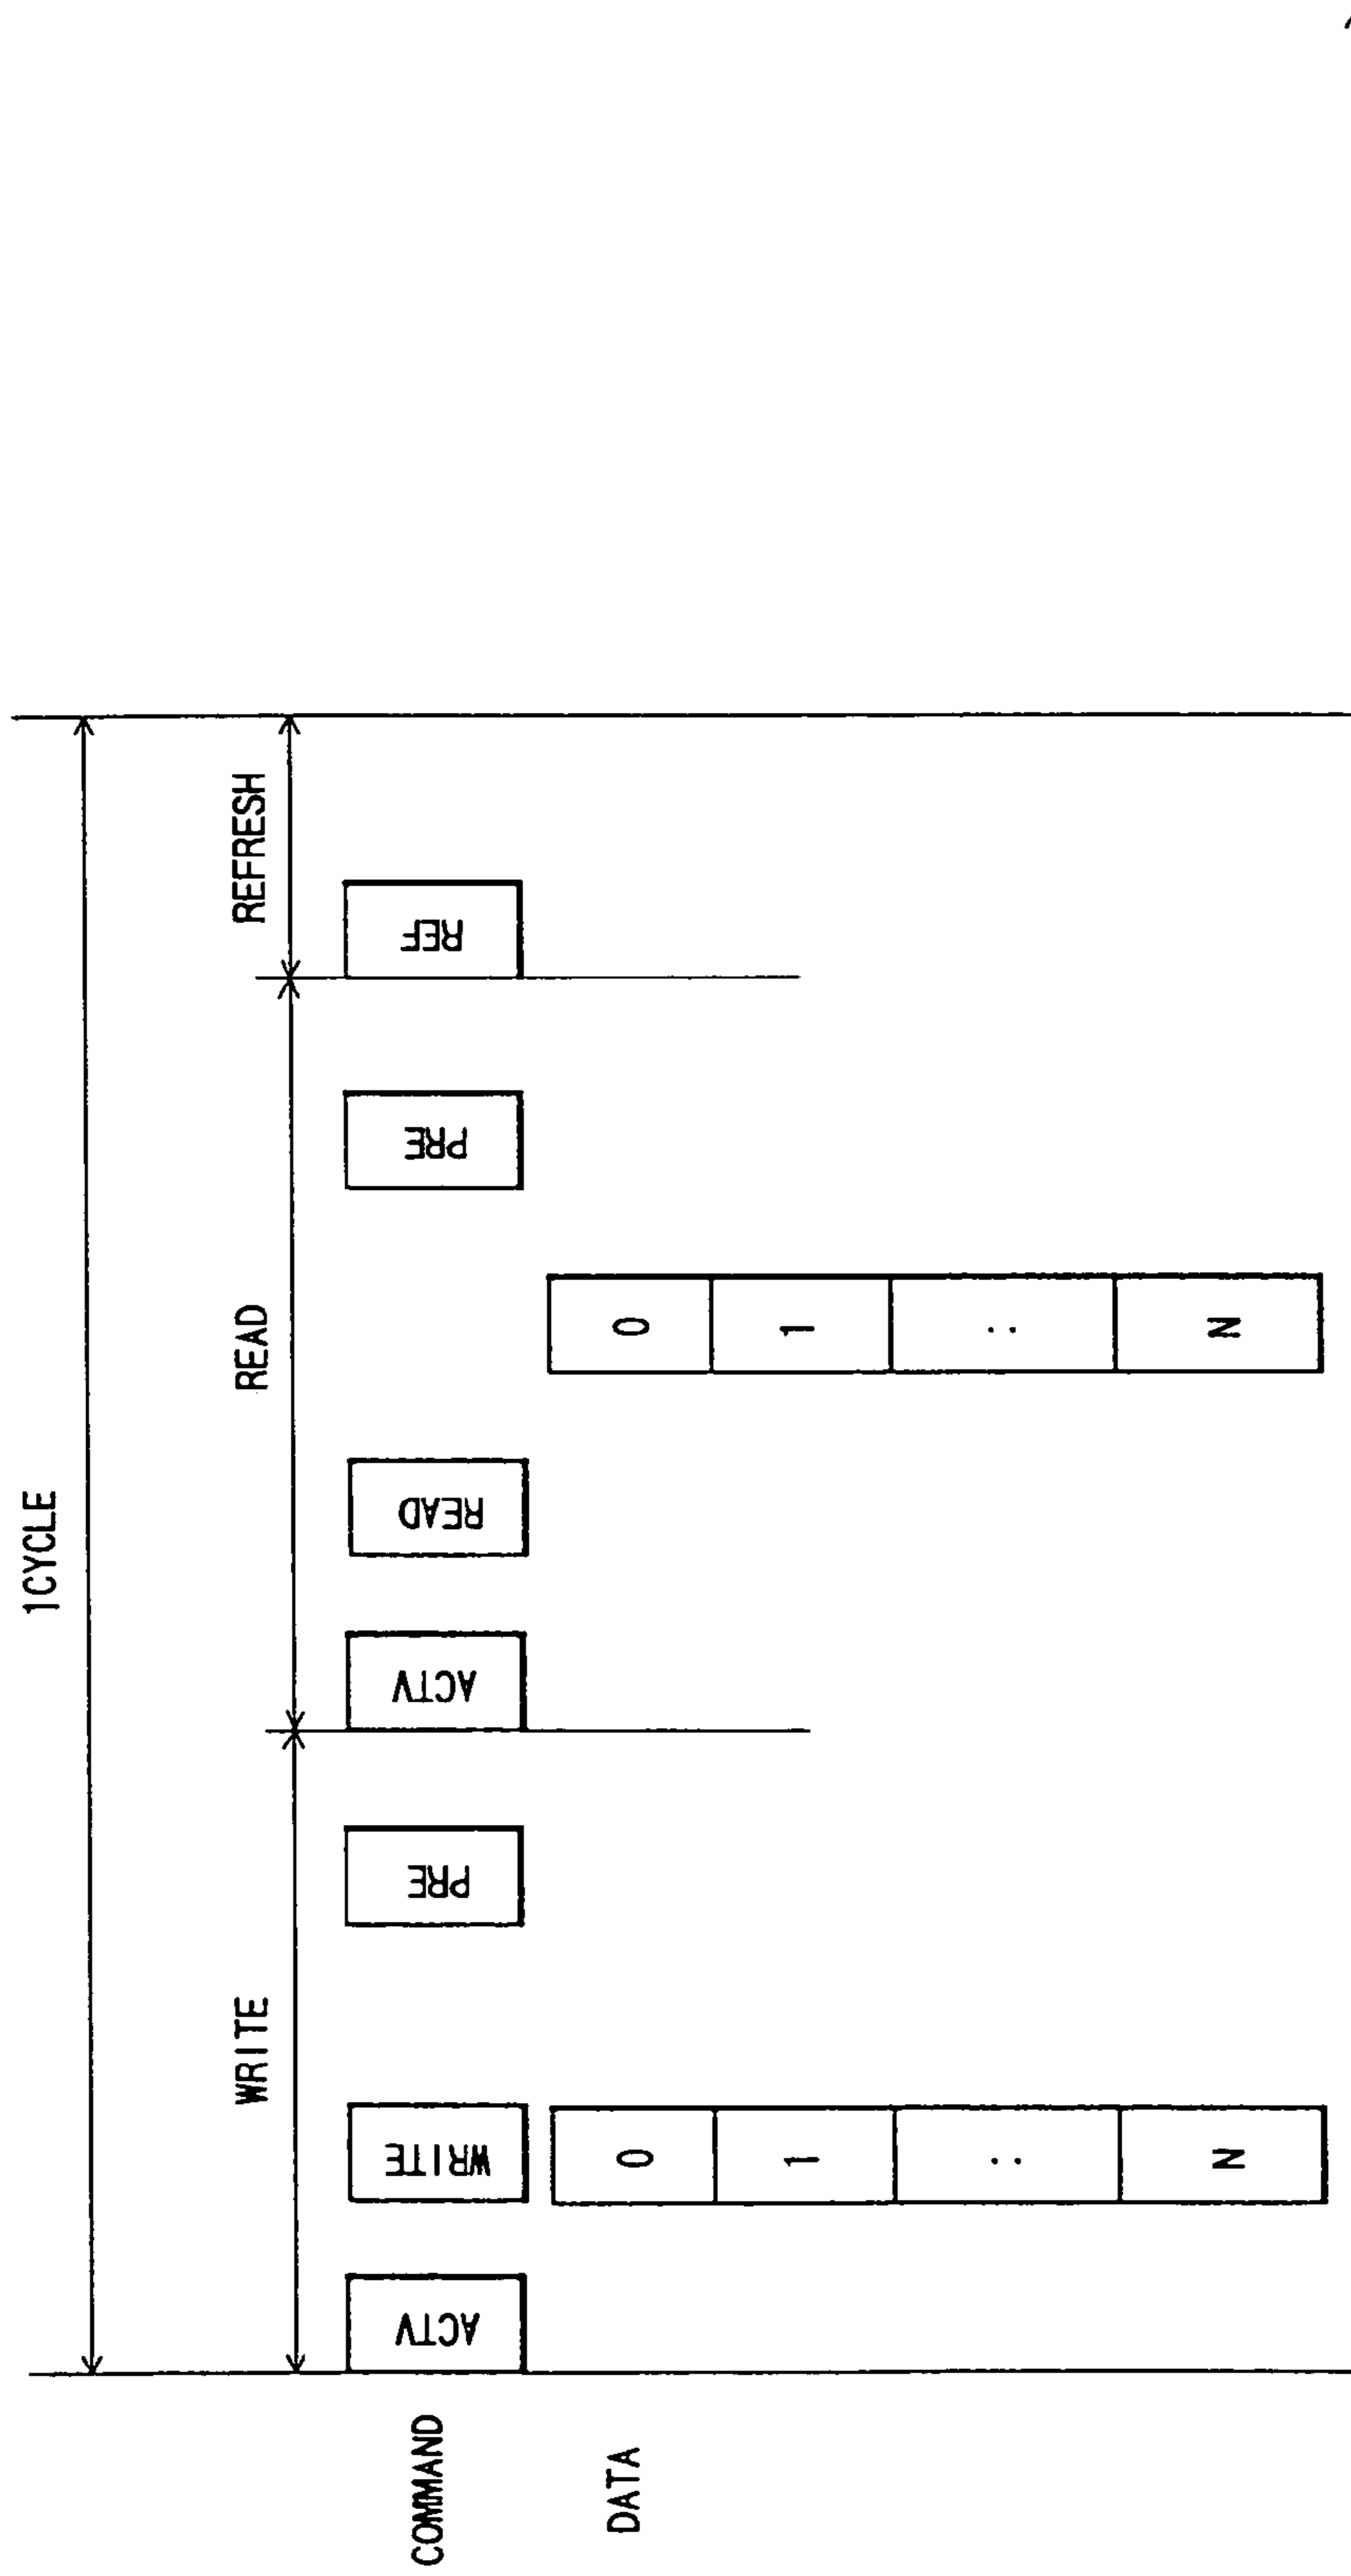 1CYCLE
WRITE
READ
REFRESH
COMMAND
ACTV
WRITE
PRE
ACTV
READ
PRE
REF
DATA
0
1
:
N
0
1
:
N